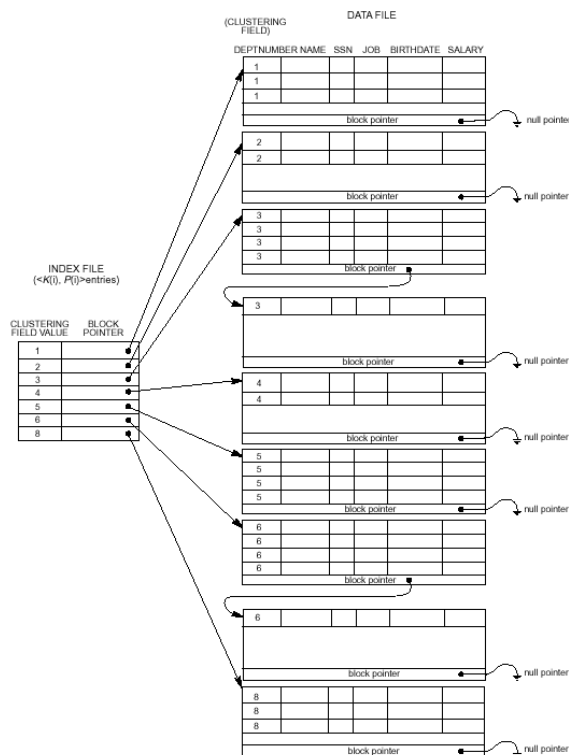 DATA FILE
(CLUSTERING
FIELD)
DEPTNUMBER NAME SSN JOB BIRTHDATE SALARY
1
1
1
block pointer
null pointer
2
2
block pointer
null pointer
3
3
3
3
block pointer
3
block pointer
null pointer
4
4
block pointer
null pointer
5
5
5
5
block pointer
null pointer
6
6
6
6
block pointer
6
block pointer
null pointer
8
8
8
block pointer
null pointer
INDEX FILE
(<K(i), P(i)>entries)
CLUSTERING
FIELD VALUE
BLOCK
POINTER
1
2
3
4
5
6
8